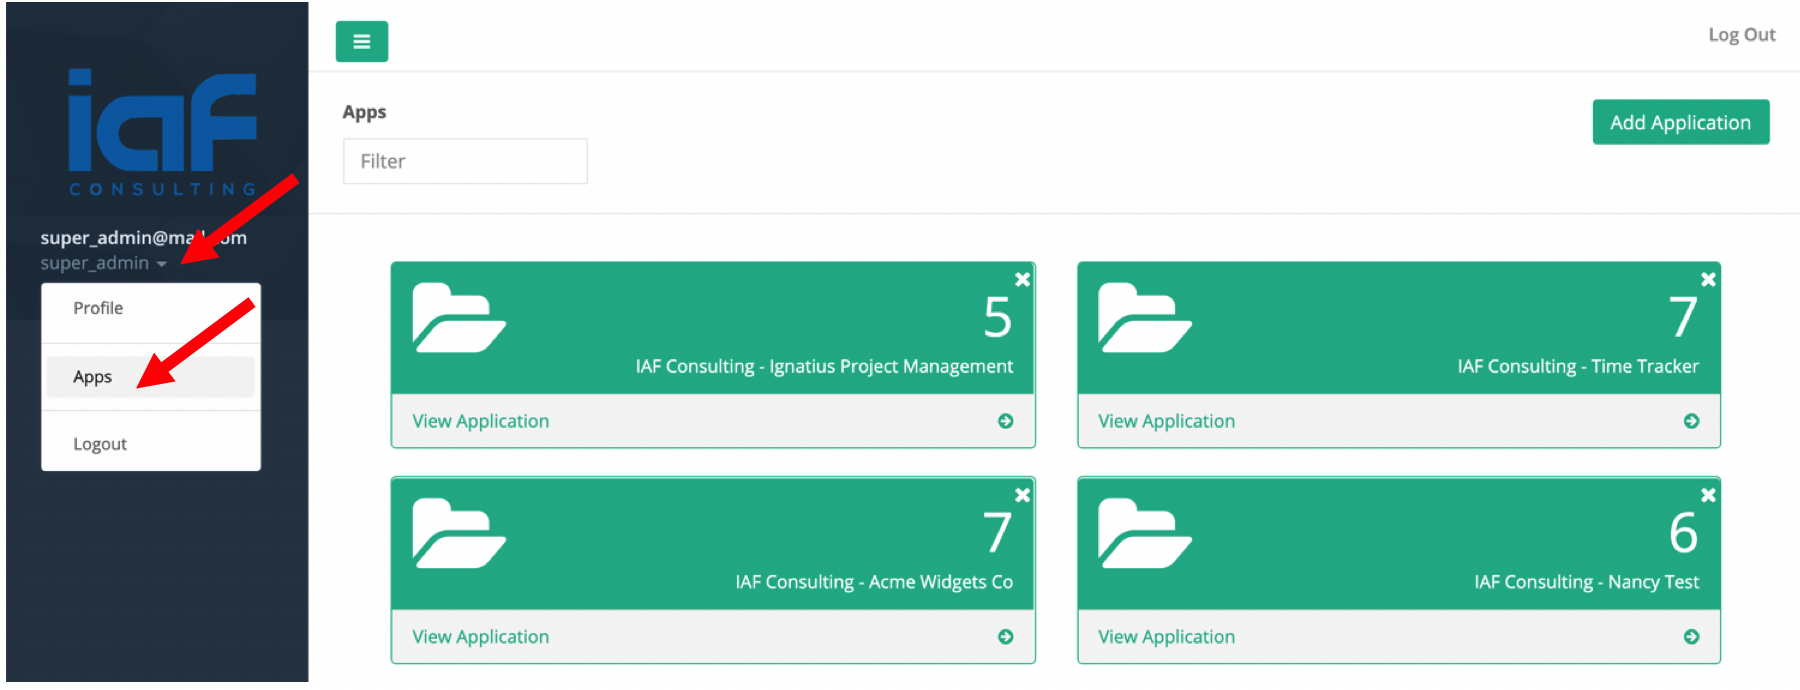 iaf
CONSULTING
super_admin@ma
om
super_admin
Profile
Apps
Logout
Log Out
Apps
Add Application
Filter
5
IAF Consulting - Ignatius Project Management
View Application
7
IAF Consulting - Time Tracker
View Application
7
IAF Consulting - Acme Widgets Co
View Application
6
IAF Consulting - Nancy Test
View Application